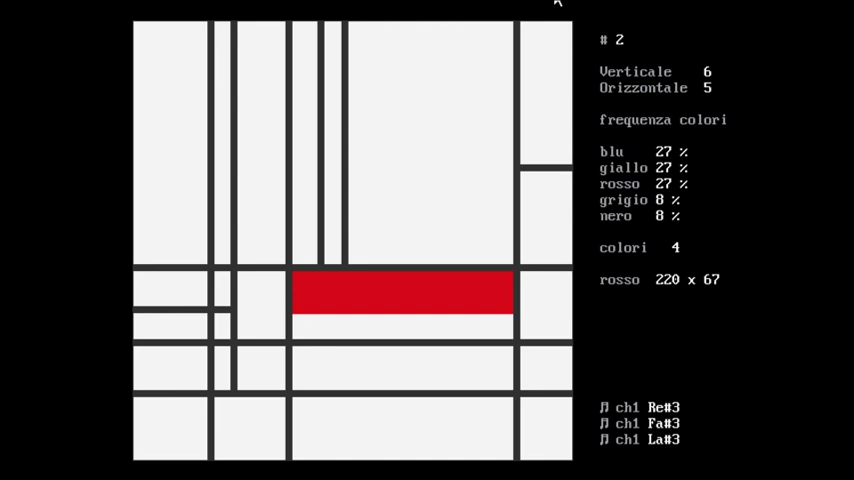 # 2
Verticale 6
Orizzontale 5
frequenza colori
blu 27 %
giallo 27 %
rosso 27 %
grigio 8 %
nero 8 %
colori 4
rosso 220 x 67
♫ ch1 Re#3
♫ ch1 Fa#3
♫ ch1 La#3